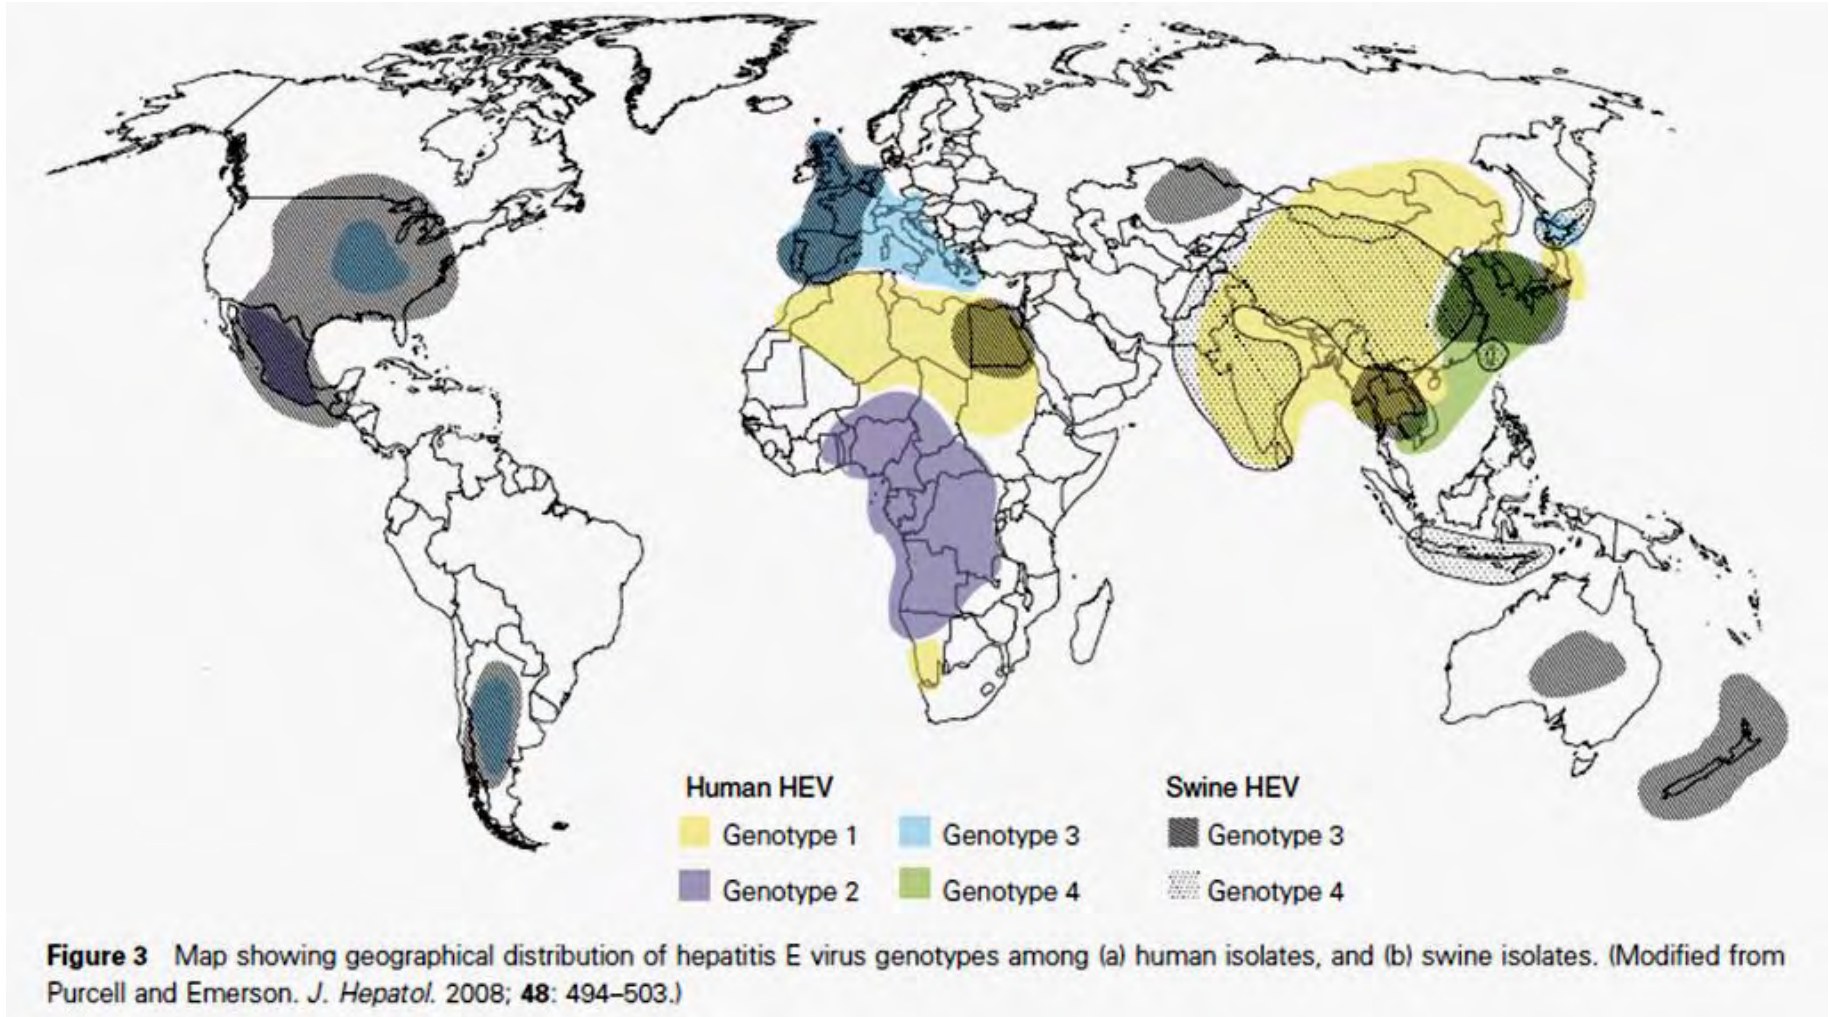 Human HEV
Swine HEV
Genotype 1
Genotype 3
Genotype 3
Genotype 2
Genotype 4
Genotype 4
Figure 3 Map showing geographical distribution of hepatitis E virus genotypes among (a) human isolates, and (b) swine isolates. (Modified from
Purcell and Emerson. J. Hepatol. 2008; 48: 494–503.)